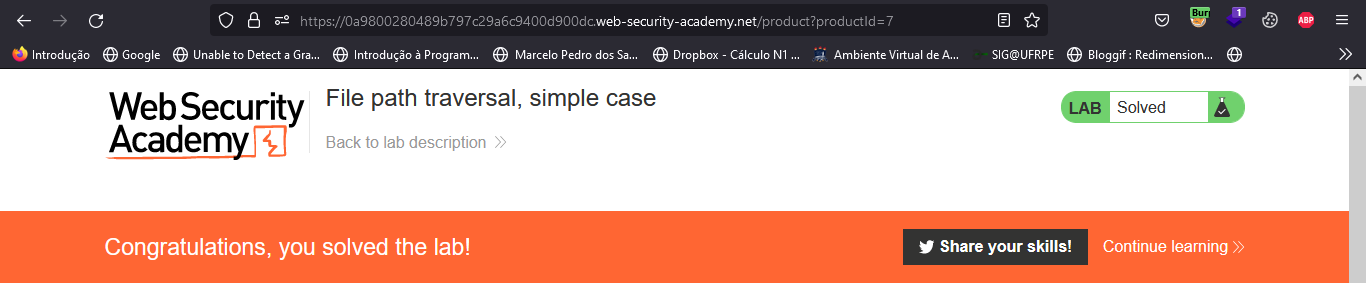 https://0a9800280489b797c29a6c9400d900dc.web-security-academy.net/product?productId=7
Burr 1 ABP
Introdução Google Unable to Detect a Gra... Introdução à Program... Marcelo Pedro dos Sa... Dropbox - Cálculo N1 ... Ambiente Virtual de A... SIG@UFRPE Bloggif : Redimension...
Web Security
Academy
File path traversal, simple case
Back to lab description
LAB Solved
Congratulations, you solved the lab!
Share your skills!
Continue learning